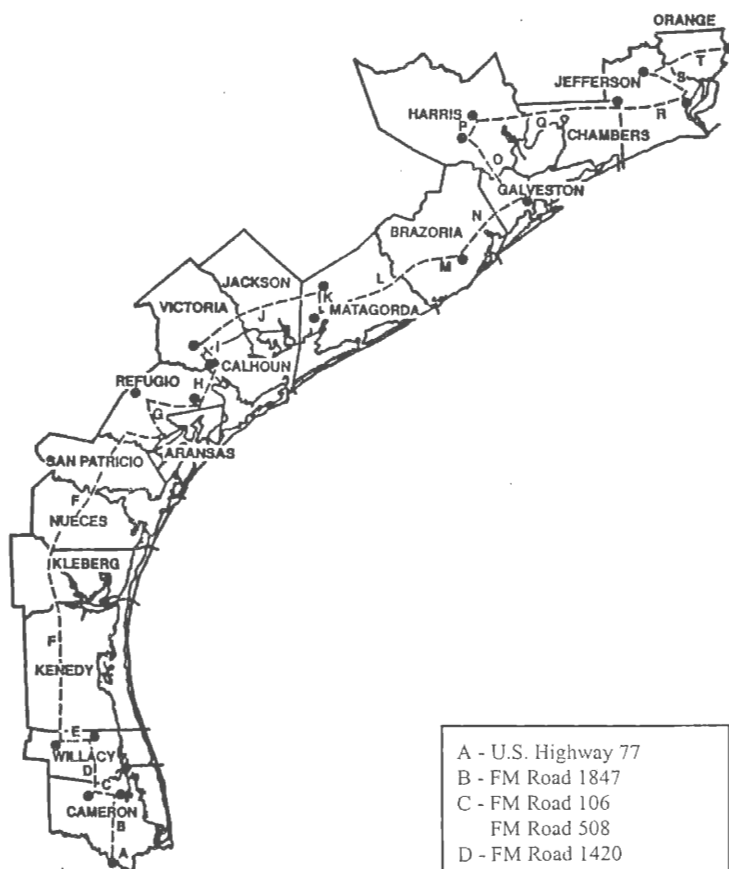 ORANGE
T
JEFFERSON
S
HARRIS
P
Q
R
CHAMBERS
O
GALVESTON
N
BRAZORIA
M
JACKSON
L
K
VICTORIA
J
MATAGORDA
I
CALHOUN
REFUGIO
H
G
ARANSAS
SAN PATRICIO
F
NUECES
KLEBERG
F
KENEDY
E
WILLACY
D
C
CAMERON
B
A
A - U.S. Highway 77
B - FM Road 1847
C - FM Road 106
FM Road 508
D - FM Road 1420